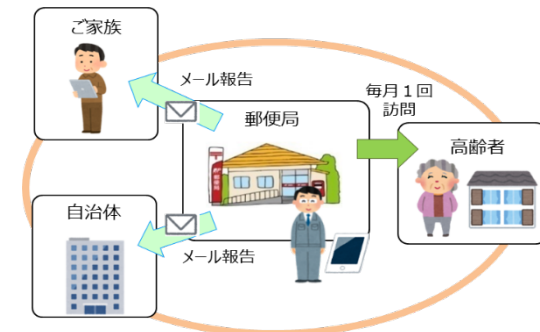 ご家族
メール報告
毎月１回
訪問
郵便局
高齢者
自治体
メール報告